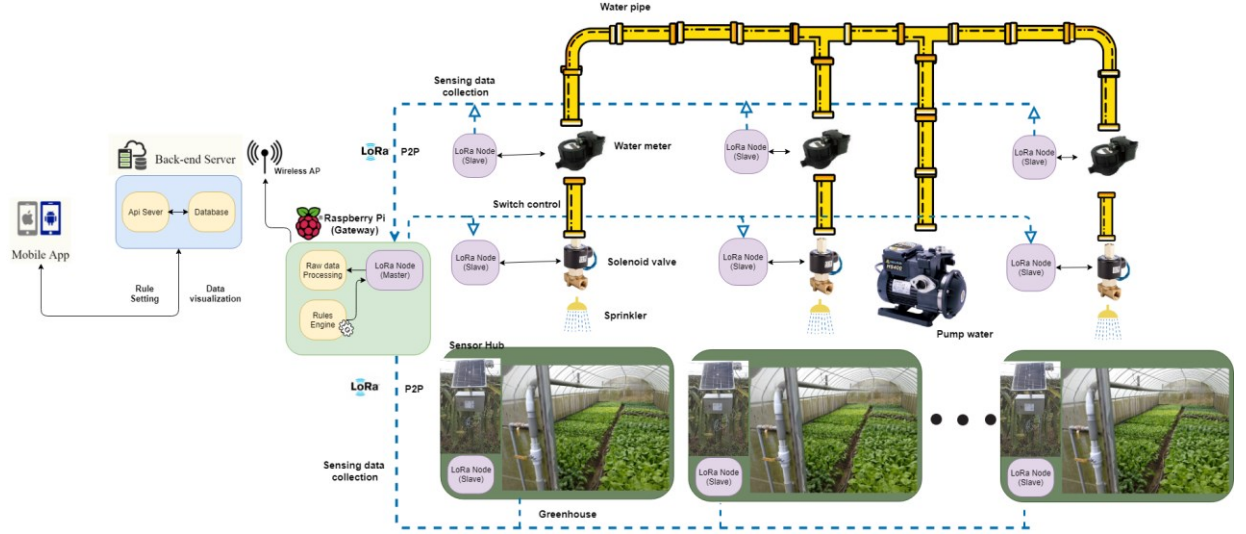 Water pipe
Sensing data
collection
LoRa
P2P
LoRa Node
(Slave)
Water meter
LoRa Node
(Slave)
LoRa Node
(Slave)
Back-end Server
Wireless AP
Api Sever
Database
Mobile App
Rule
Setting
Data
visualization
Raspberry Pi
(Gateway)
Raw data
Processing
LoRa Node
(Master)
Rules
Engine
Switch control
LoRa Node
(Slave)
Solenoid valve
LoRa Node
(Slave)
LoRa Node
(Slave)
Sprinkler
Pump water
LoRa
P2P
Sensor Hub
Sensing data
collection
LoRa Node
(Slave)
LoRa Node
(Slave)
LoRa Node
(Slave)
Greenhouse